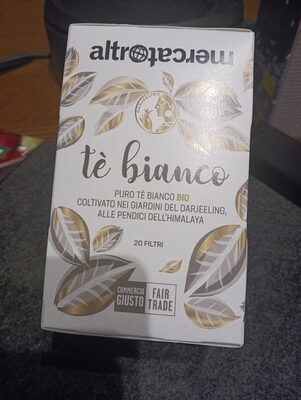 altromercato
tè bianco
PURO TÈ BIANCO BIO
COLTIVATO NEI GIARDINI DEL DARJEELING,
ALLE PENDICI DELL'HIMALAYA
20 FILTRI
COMMERCIO
GIUSTO
FAIR
TRADE